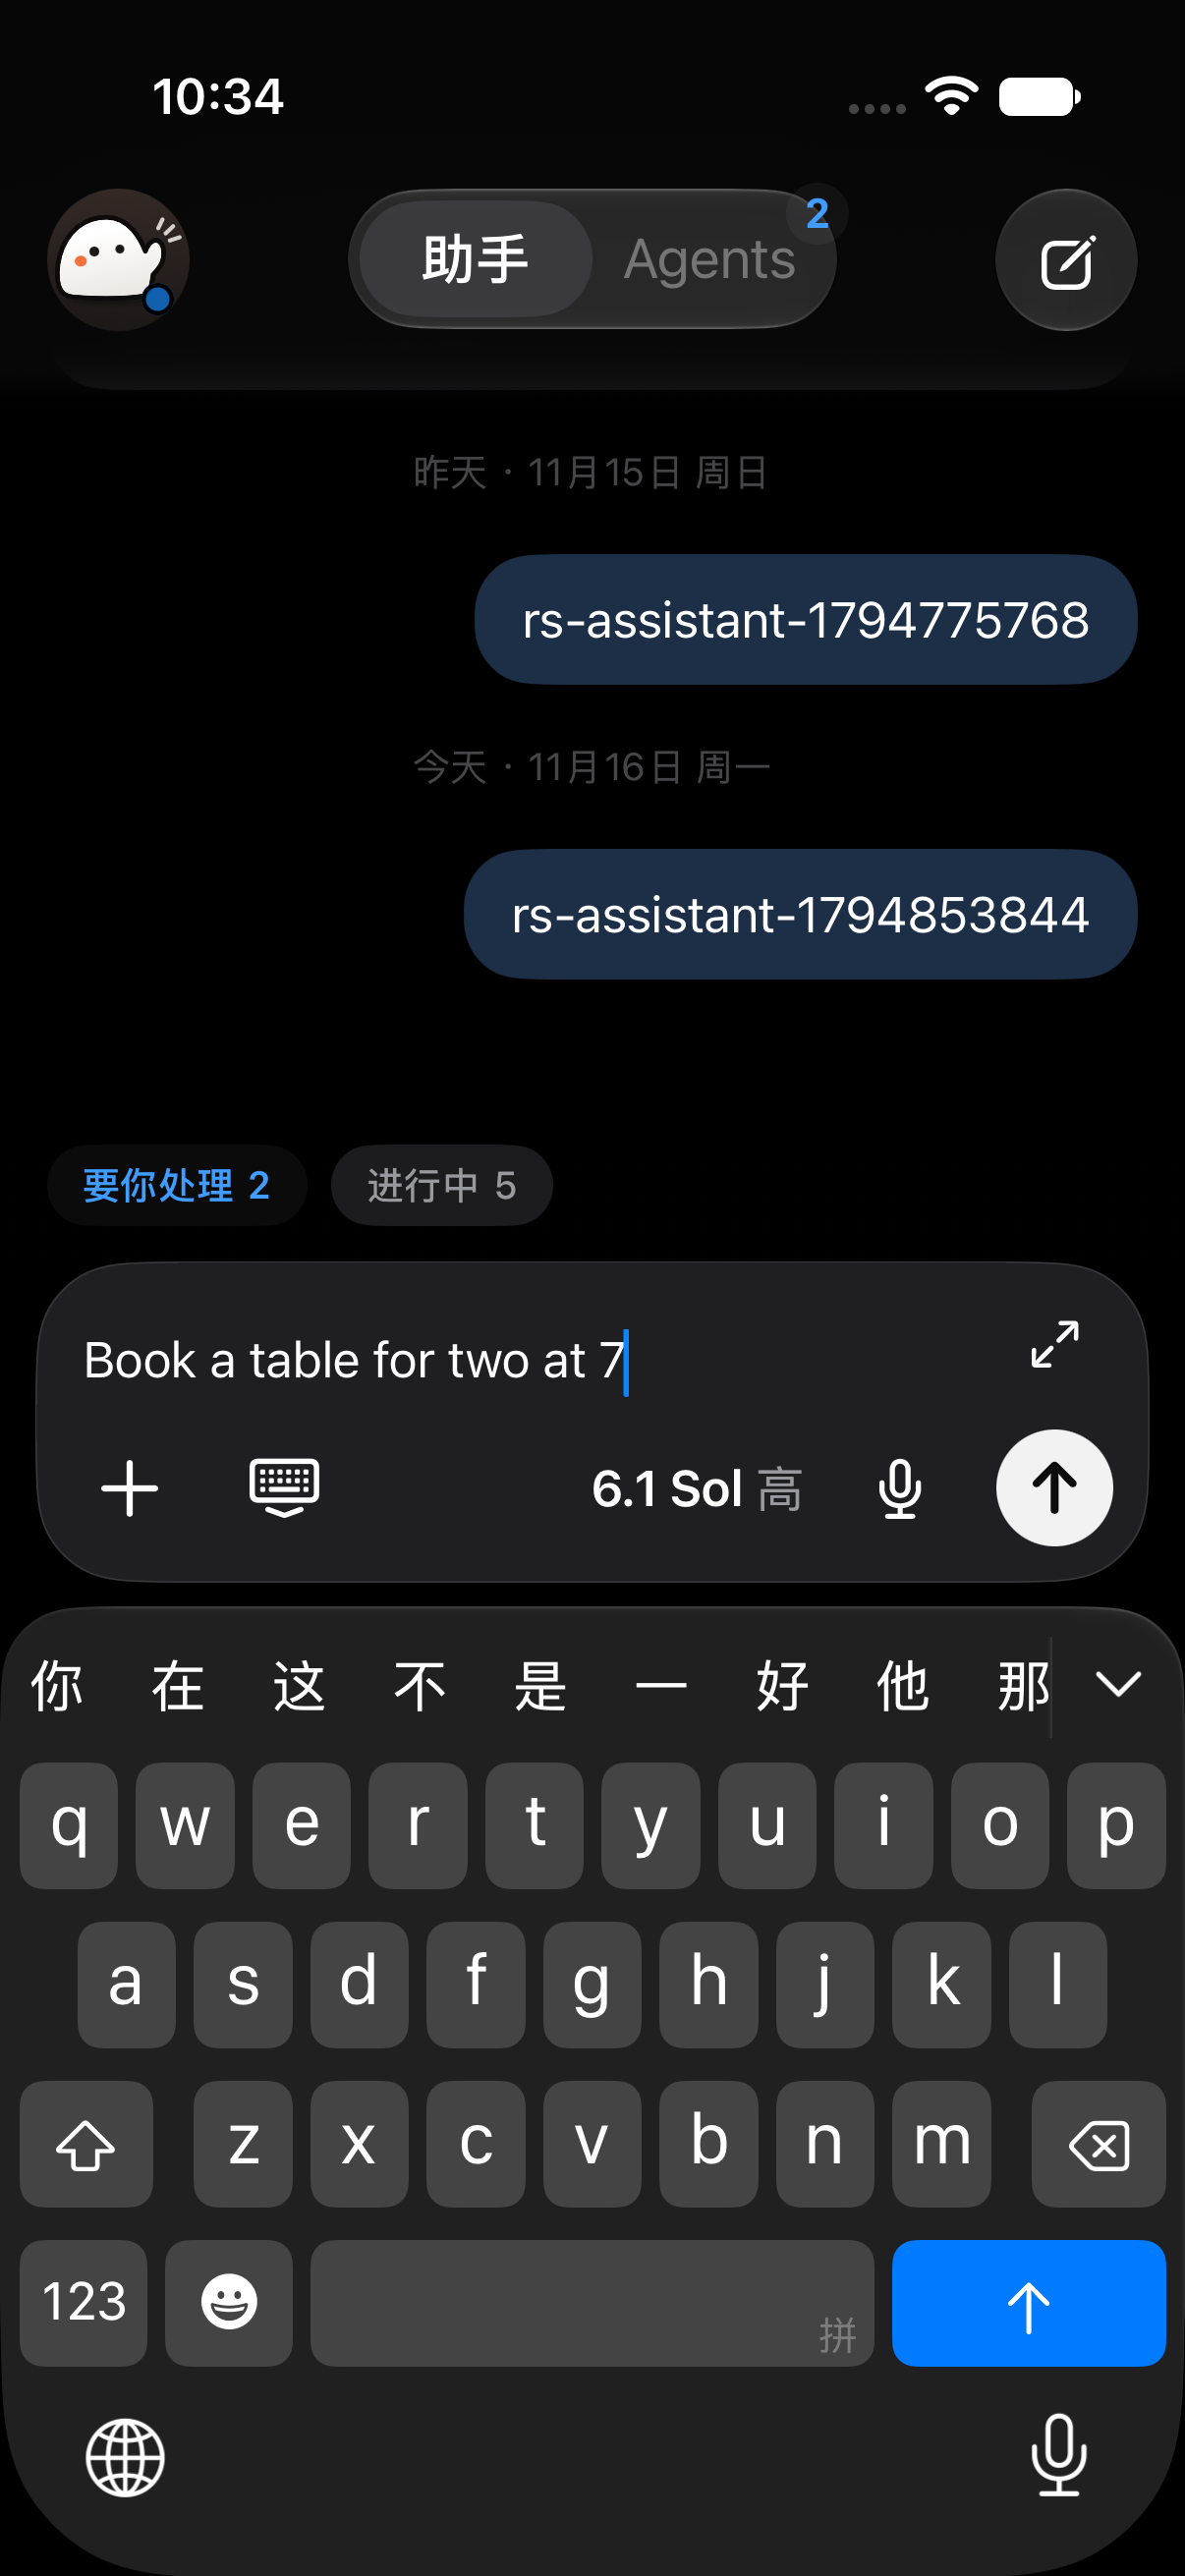 10:34
助手
Agents
2
昨天 · 11月15日 周日
rs-assistant-1794775768
今天 · 11月16日 周一
rs-assistant-1794853844
要你处理 2
进行中 5
Book a table for two at 7
6.1 Sol 高
你 在 这 不 是 一 好 他 那
q w e r t y u i o p
a s d f g h j k l
z x c v b n m
123
拼